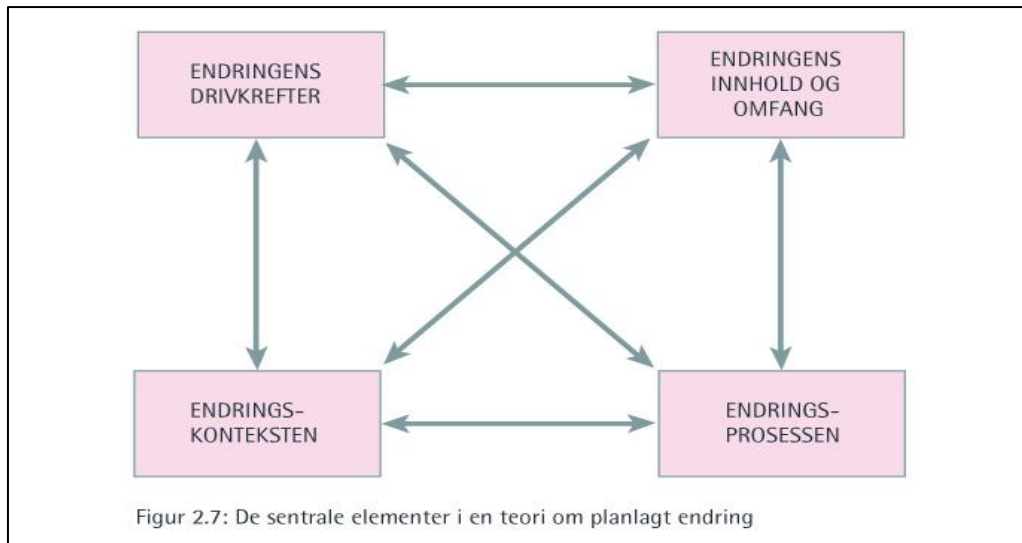 ENDRINGENS
DRIVKREFTER
ENDRINGENS
INNHOLD OG
OMFANG
ENDRINGS-
KONTEKSTEN
ENDRINGS-
PROSESSEN
Figur 2.7: De sentrale elementer i en teori om planlagt endring